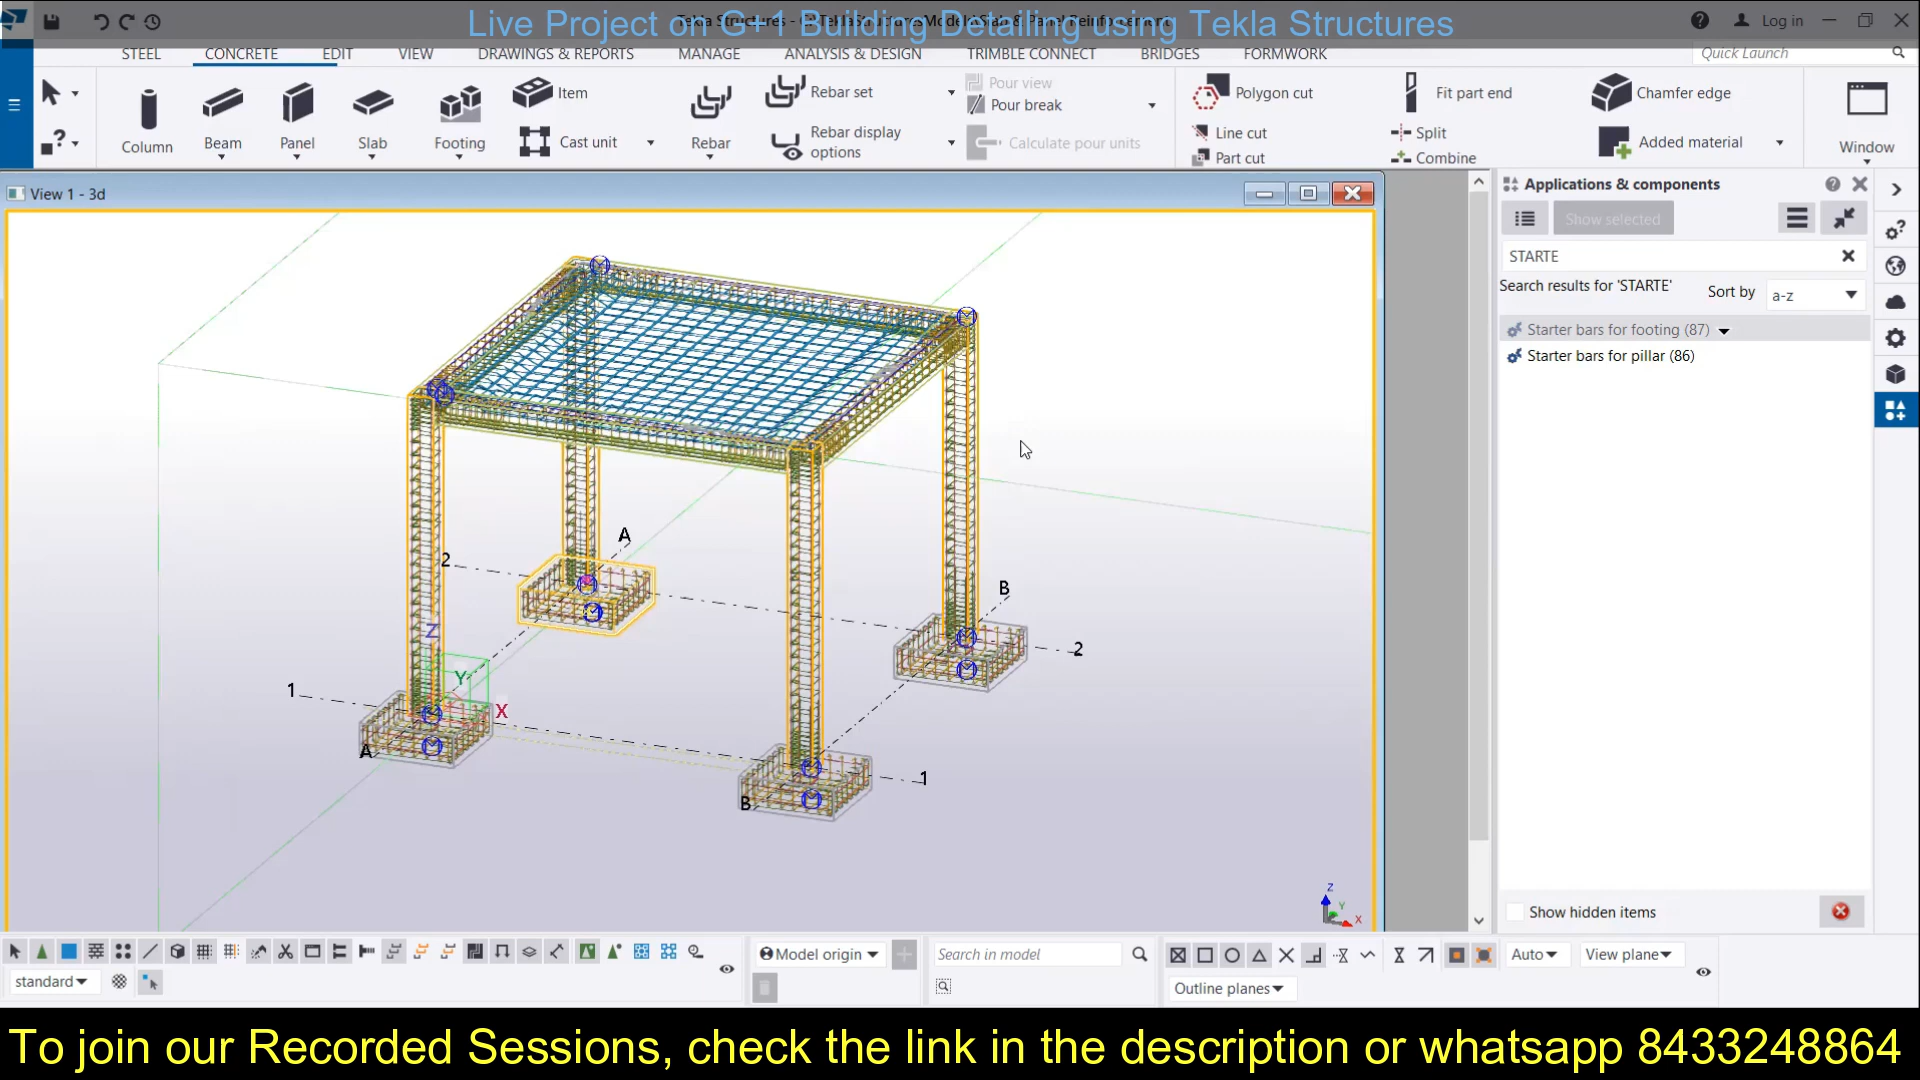 Live Project on G+1 Building Detailing using Tekla Structures
Log in
STEEL CONCRETE EDIT VIEW DRAWINGS & REPORTS MANAGE ANALYSIS & DESIGN TRIMBLE CONNECT BRIDGES FORMWORK Quick Launch
Column Beam Panel Slab Footing
Item
Cast unit
Rebar
Rebar set
Rebar display options
Pour view
Pour break
Calculate pour units
Polygon cut
Line cut
Part cut
Fit part end
Split
Combine
Chamfer edge
Added material
Window
View 1 - 3d
Applications & components
Show selected
STARTE
Search results for 'STARTE' Sort by a-z
Starter bars for footing (87)
Starter bars for pillar (86)
A
2
B
2
Z
Y
1
X
A
1
B
Z
Y
X
Show hidden items
Model origin
Search in model
Auto
View plane
standard
Outline planes
To join our Recorded Sessions, check the link in the description or whatsapp 8433248864